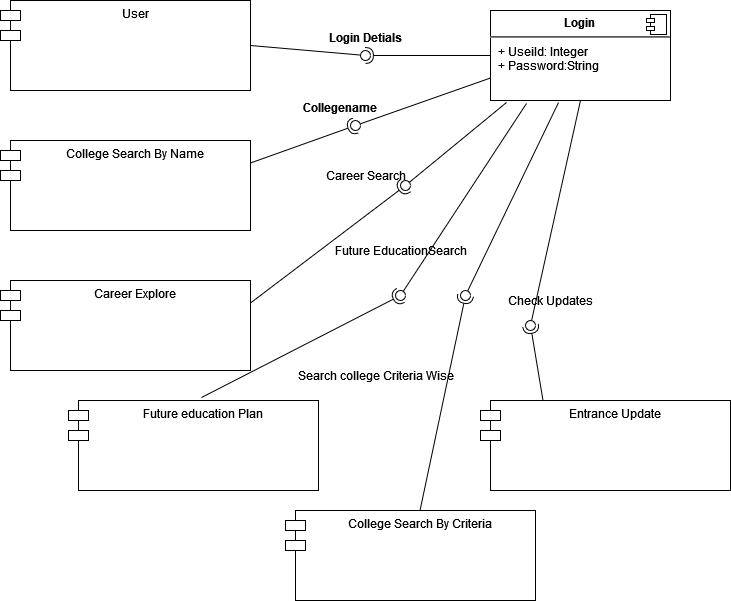 User
Login Detials
Login
+ Useild: Integer
+ Password:String
Collegename
College Search By Name
Career Search
Future EducationSearch
Career Explore
Check Updates
Search college Criteria Wise
Future education Plan
Entrance Update
College Search By Criteria